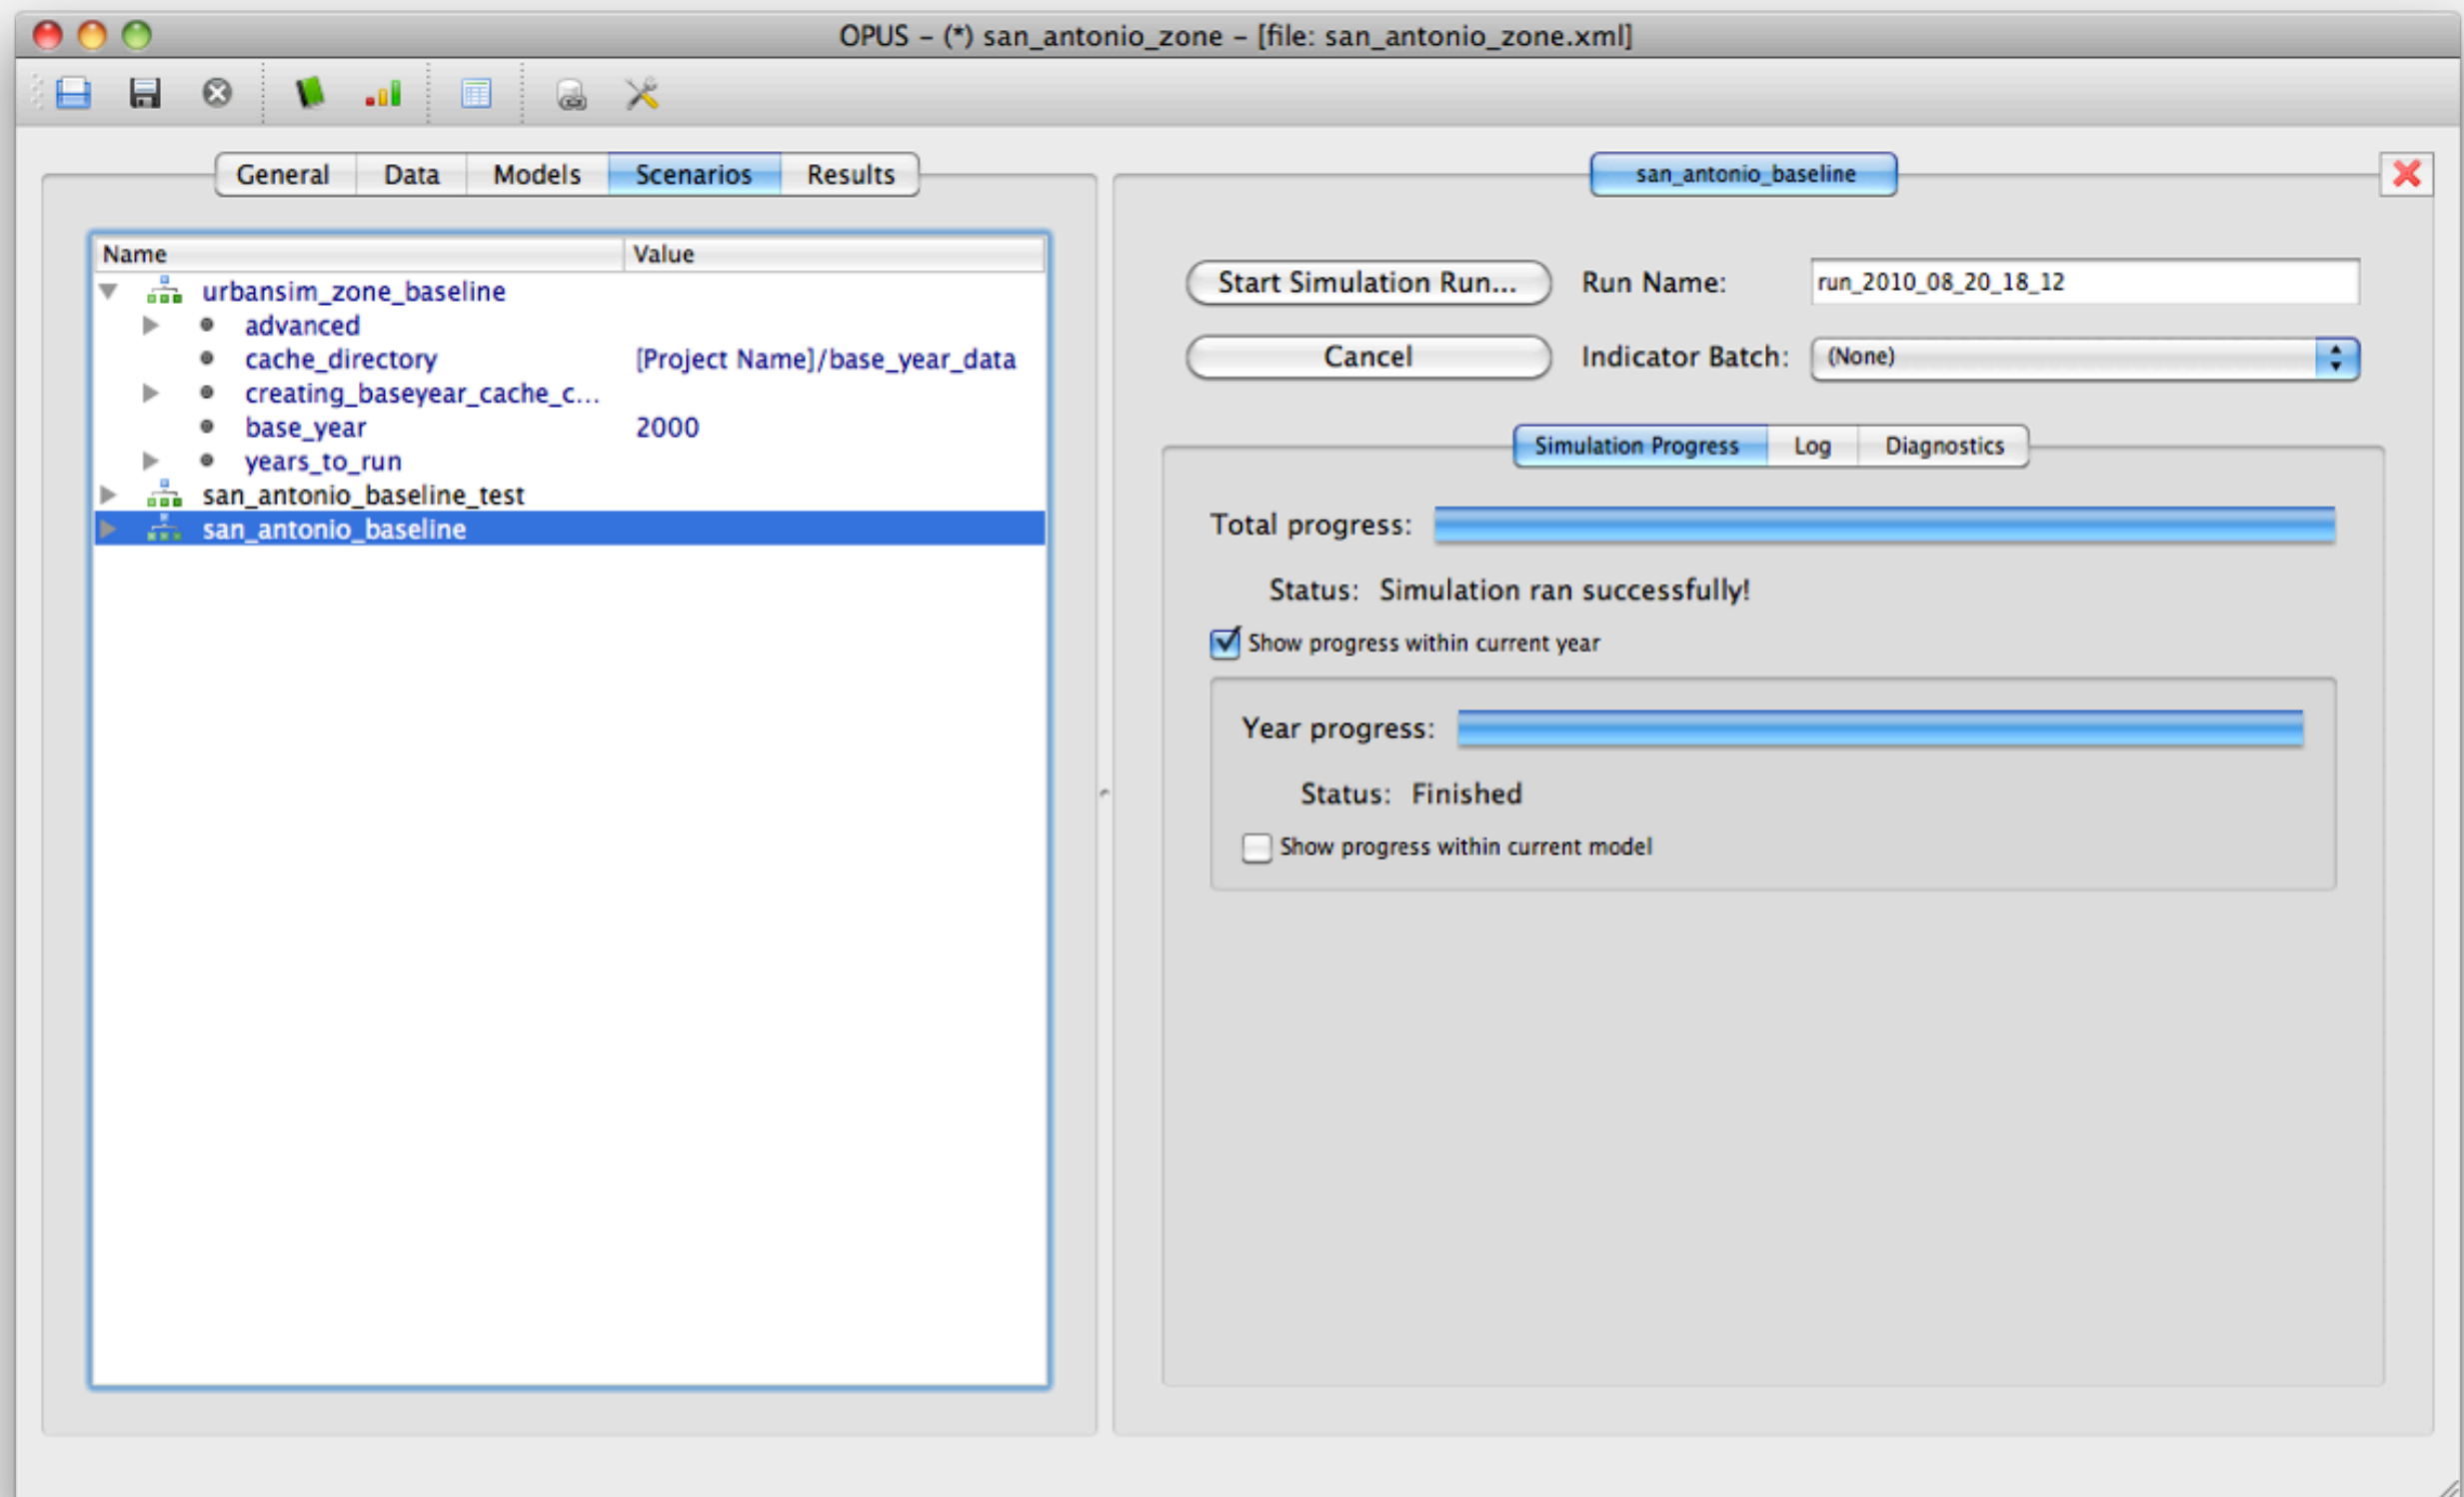 OPUS – (*) san_antonio_zone – [file: san_antonio_zone.xml]
General Data Models Scenarios Results
Name Value
urbansim_zone_baseline
advanced
cache_directory [Project Name]/base_year_data
creating_baseyear_cache_c...
base_year 2000
years_to_run
san_antonio_baseline_test
san_antonio_baseline
san_antonio_baseline
Start Simulation Run... Run Name: run_2010_08_20_18_12
Cancel Indicator Batch: (None)
Simulation Progress Log Diagnostics
Total progress:
Status: Simulation ran successfully!
Show progress within current year
Year progress:
Status: Finished
Show progress within current model